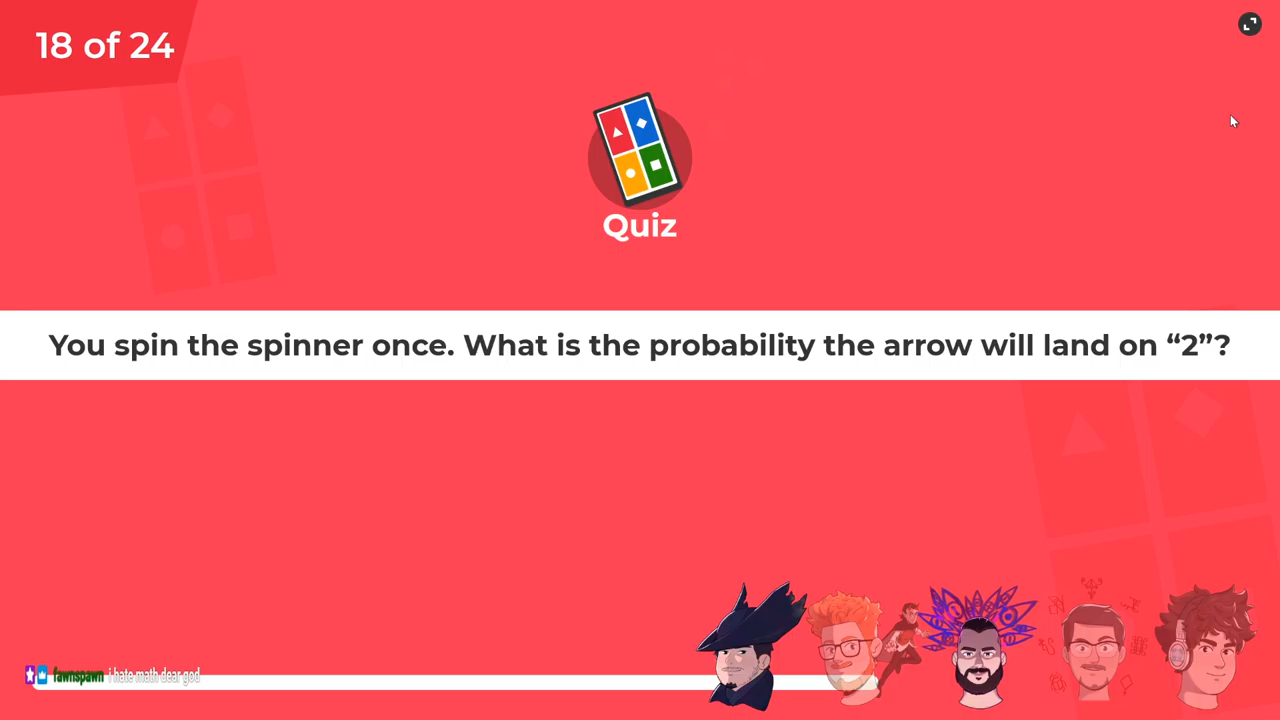 18 of 24
Quiz
You spin the spinner once. What is the probability the arrow will land on “2”?
fawnspawn i hate math dear god